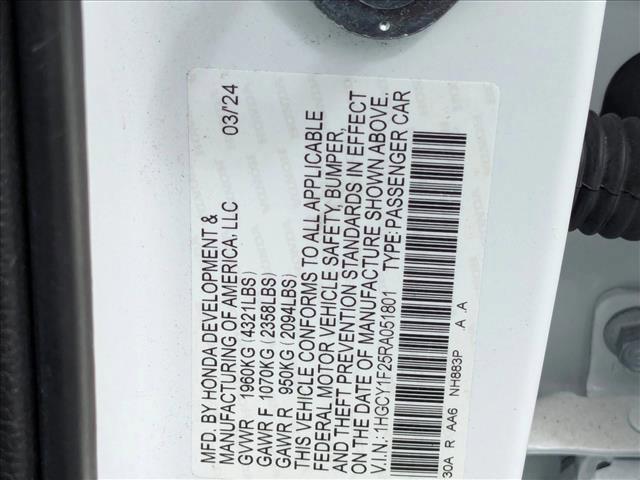 MFD. BY HONDA DEVELOPMENT & 03/'24
MANUFACTURING OF AMERICA, LLC
GVWR 1960KG (4321LBS)
GAWR F 1070KG (2358LBS)
GAWR R 950KG (2094LBS)
THIS VEHICLE CONFORMS TO ALL APPLICABLE
FEDERAL MOTOR VEHICLE SAFETY, BUMPER,
AND THEFT PREVENTION STANDARDS IN EFFECT
ON THE DATE OF MANUFACTURE SHOWN ABOVE.
V.I.N.: 1HGCY1F25RA051801 TYPE: PASSENGER CAR
30A R AA6 NH883P A .A